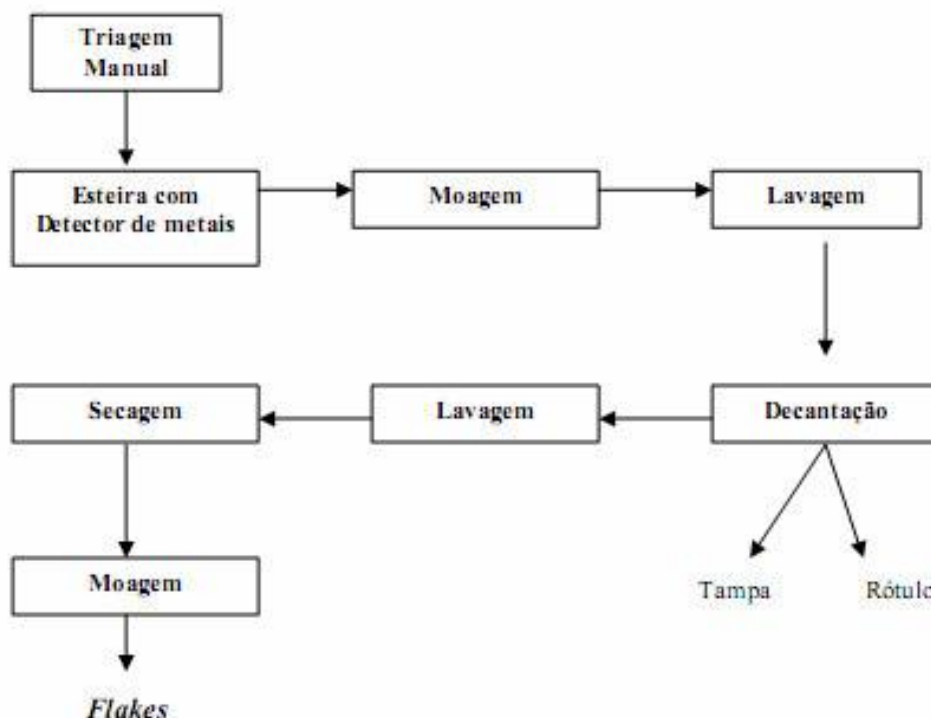 Triagem
Manual
Esteira com
Detector de metais
Moagem
Lavagem
Secagem
Lavagem
Decantação
Moagem
Tampa
Rótulo
Flakes